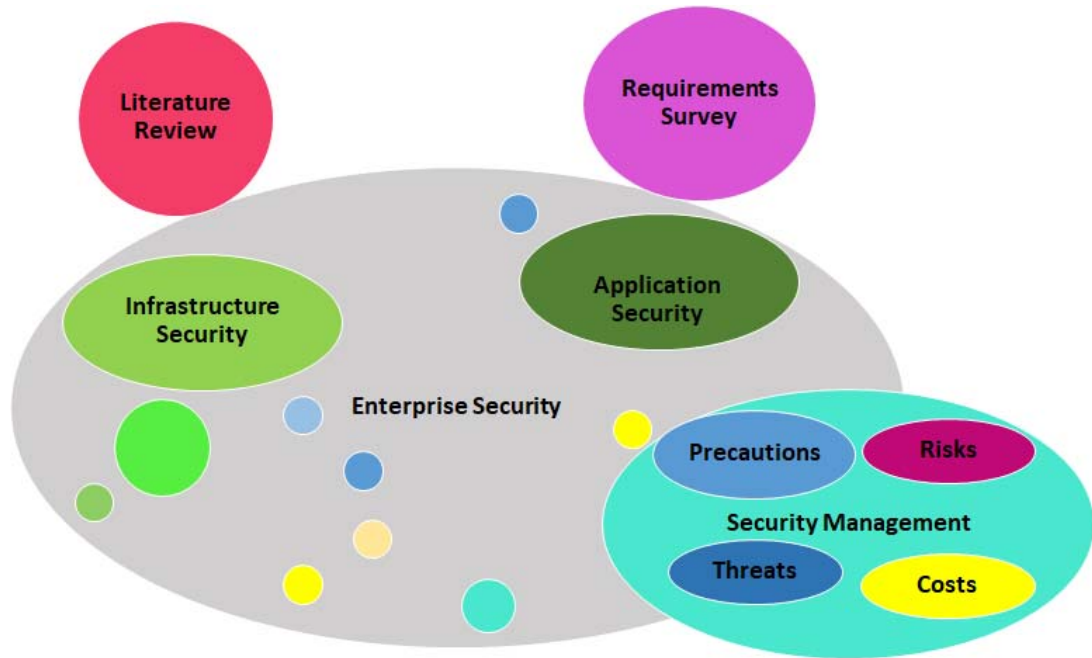 Literature
Review
Requirements
Survey
Infrastructure
Security
Application
Security
Enterprise Security
Precautions
Risks
Security Management
Threats
Costs